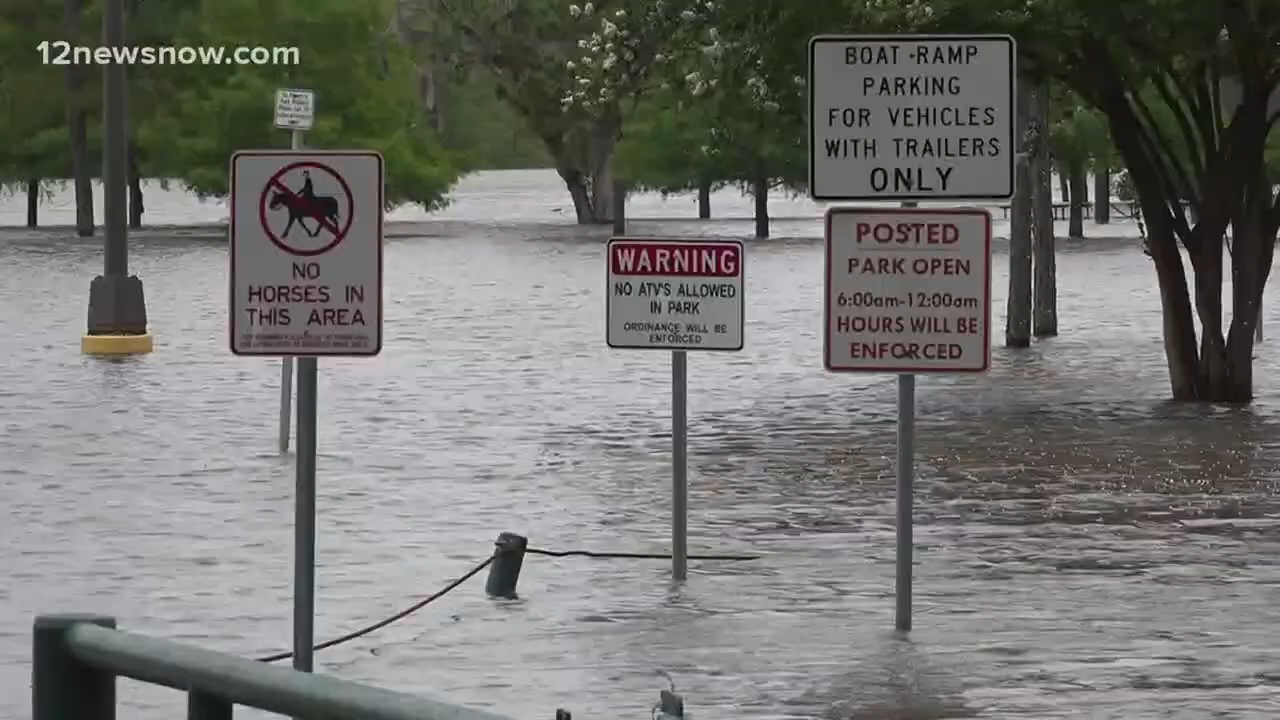 12newsnow.com
NO
HORSES IN
THIS AREA
WARNING
NO ATV'S ALLOWED
IN PARK
ORDINANCE WILL BE
ENFORCED
BOAT RAMP
PARKING
FOR VEHICLES
WITH TRAILERS
ONLY
POSTED
PARK OPEN
6:00am-12:00am
HOURS WILL BE
ENFORCED